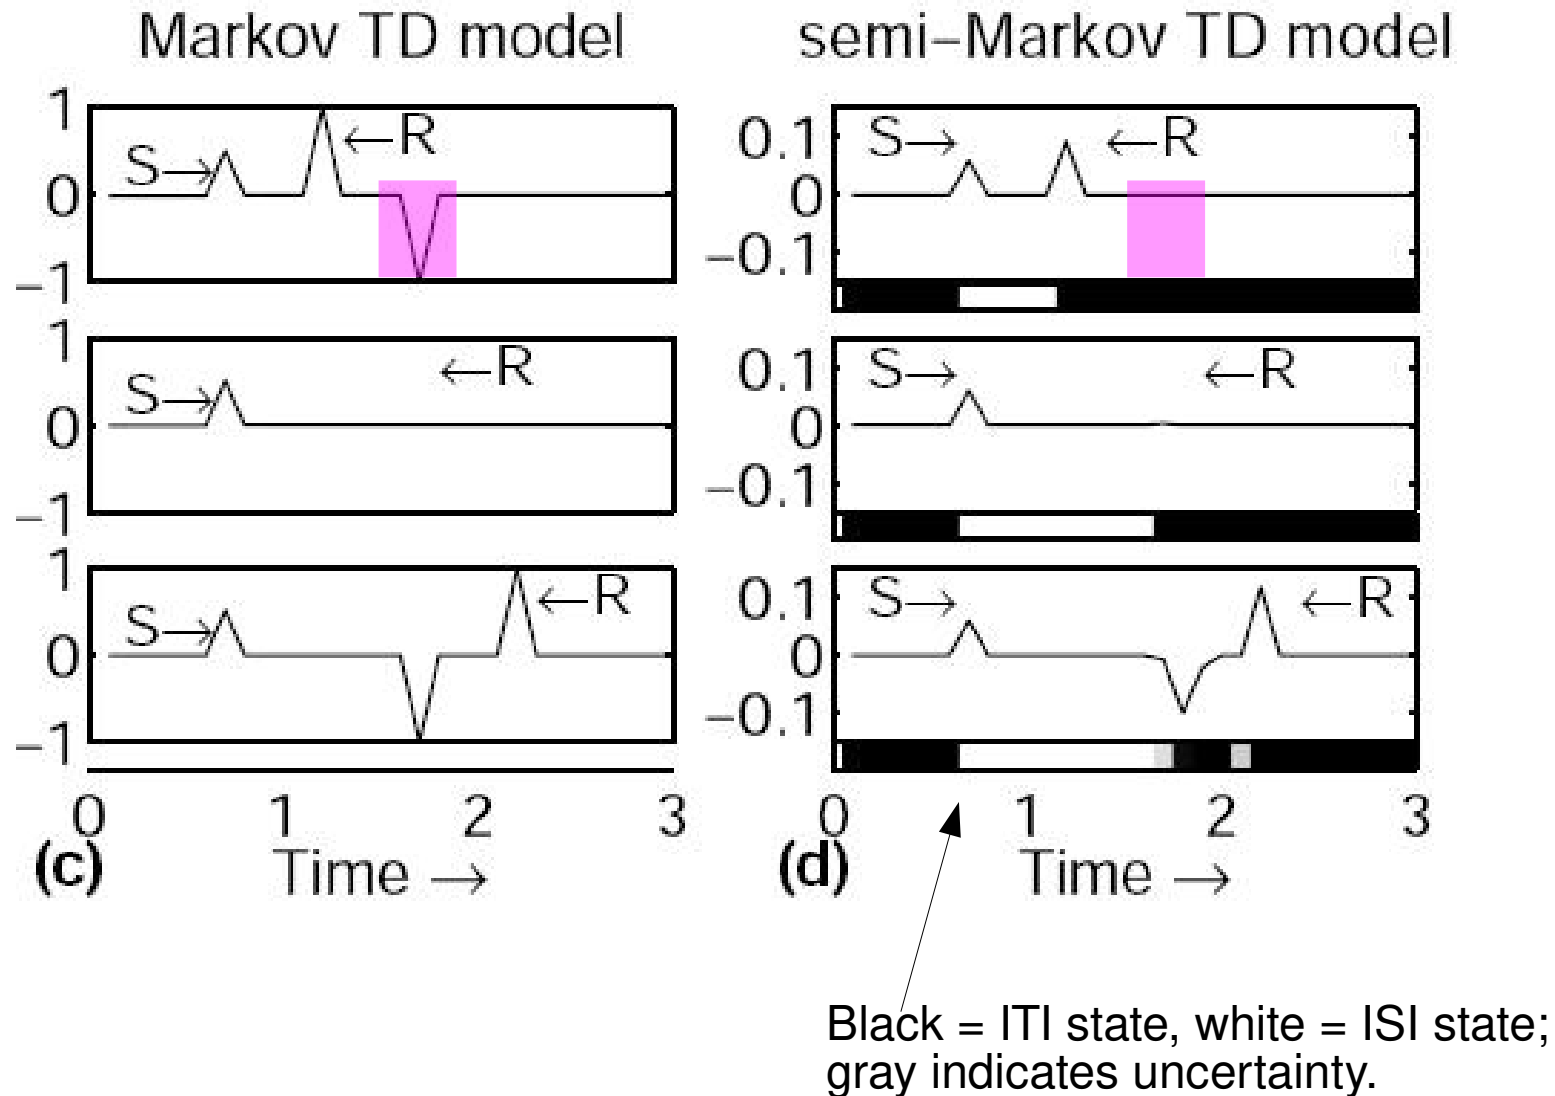 Markov TD model
semi-Markov TD model
1
0
-1
S→
←R
0.1
0
-0.1
S→
←R
1
0
-1
S→
←R
0.1
0
-0.1
S→
←R
1
0
-1
S→
←R
0.1
0
-0.1
S→
←R
0 1 2 3
(c) Time →
0 1 2 3
(d) Time →
Black = ITI state, white = ISI state;
gray indicates uncertainty.